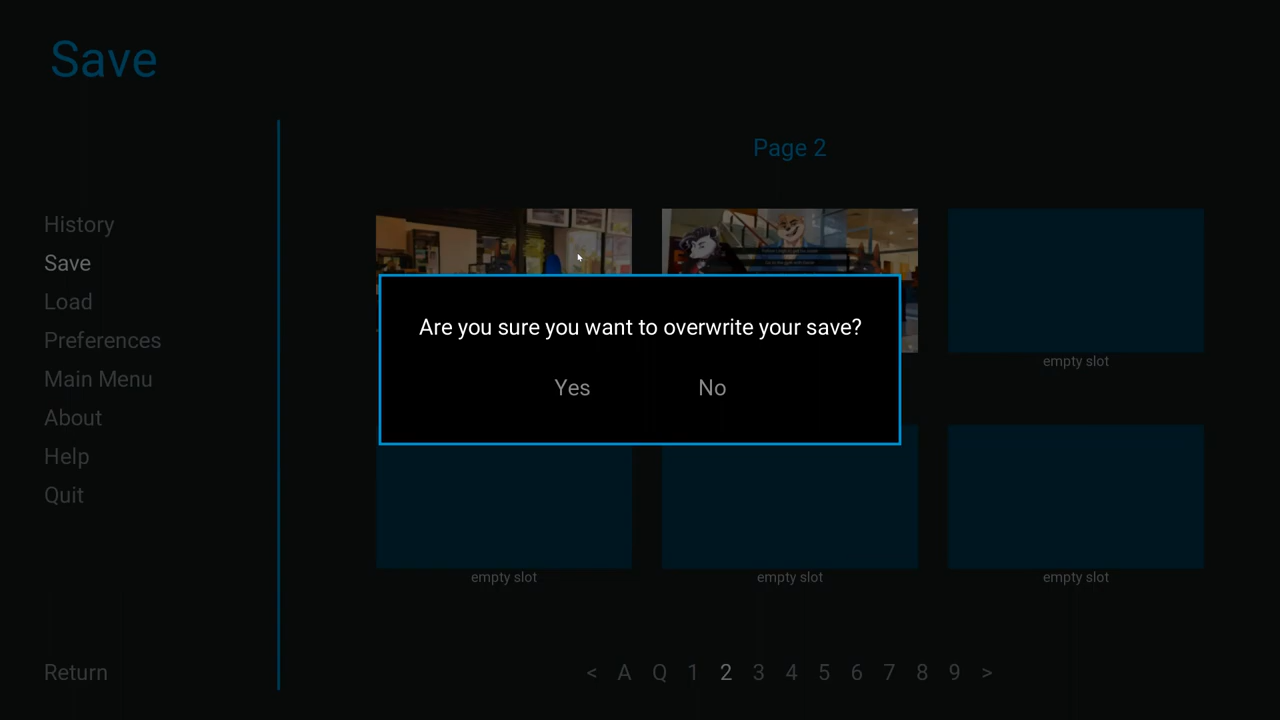 Save
Page 2
History
Save
Load
Preferences
Main Menu
About
Help
Quit
Are you sure you want to overwrite your save?
Yes No
empty slot
empty slot empty slot empty slot
Return
< A Q 1 2 3 4 5 6 7 8 9 >